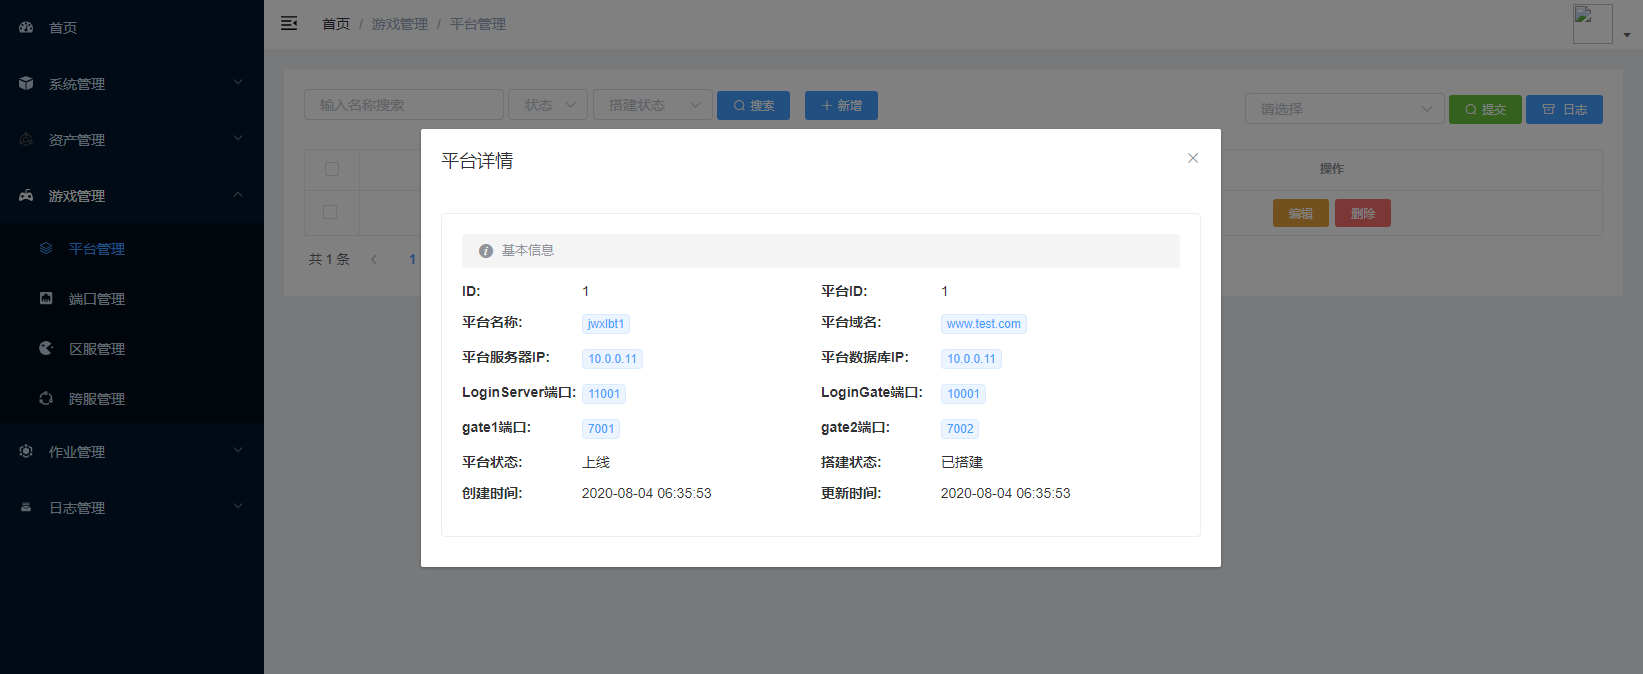 首页
系统管理
资产管理
游戏管理
平台管理
端口管理
区服管理
跨服管理
作业管理
日志管理
首页 / 游戏管理 / 平台管理
输入名称搜索 状态 搭建状态 搜索 新增 请选择 提交 日志
操作
编辑 删除
共 1 条 1
平台详情
基本信息
ID: 1 平台ID: 1
平台名称: jwxlbt1 平台域名: www.test.com
平台服务器IP: 10.0.0.11 平台数据库IP: 10.0.0.11
LoginServer端口: 11001 LoginGate端口: 10001
gate1端口: 7001 gate2端口: 7002
平台状态: 上线 搭建状态: 已搭建
创建时间: 2020-08-04 06:35:53 更新时间: 2020-08-04 06:35:53